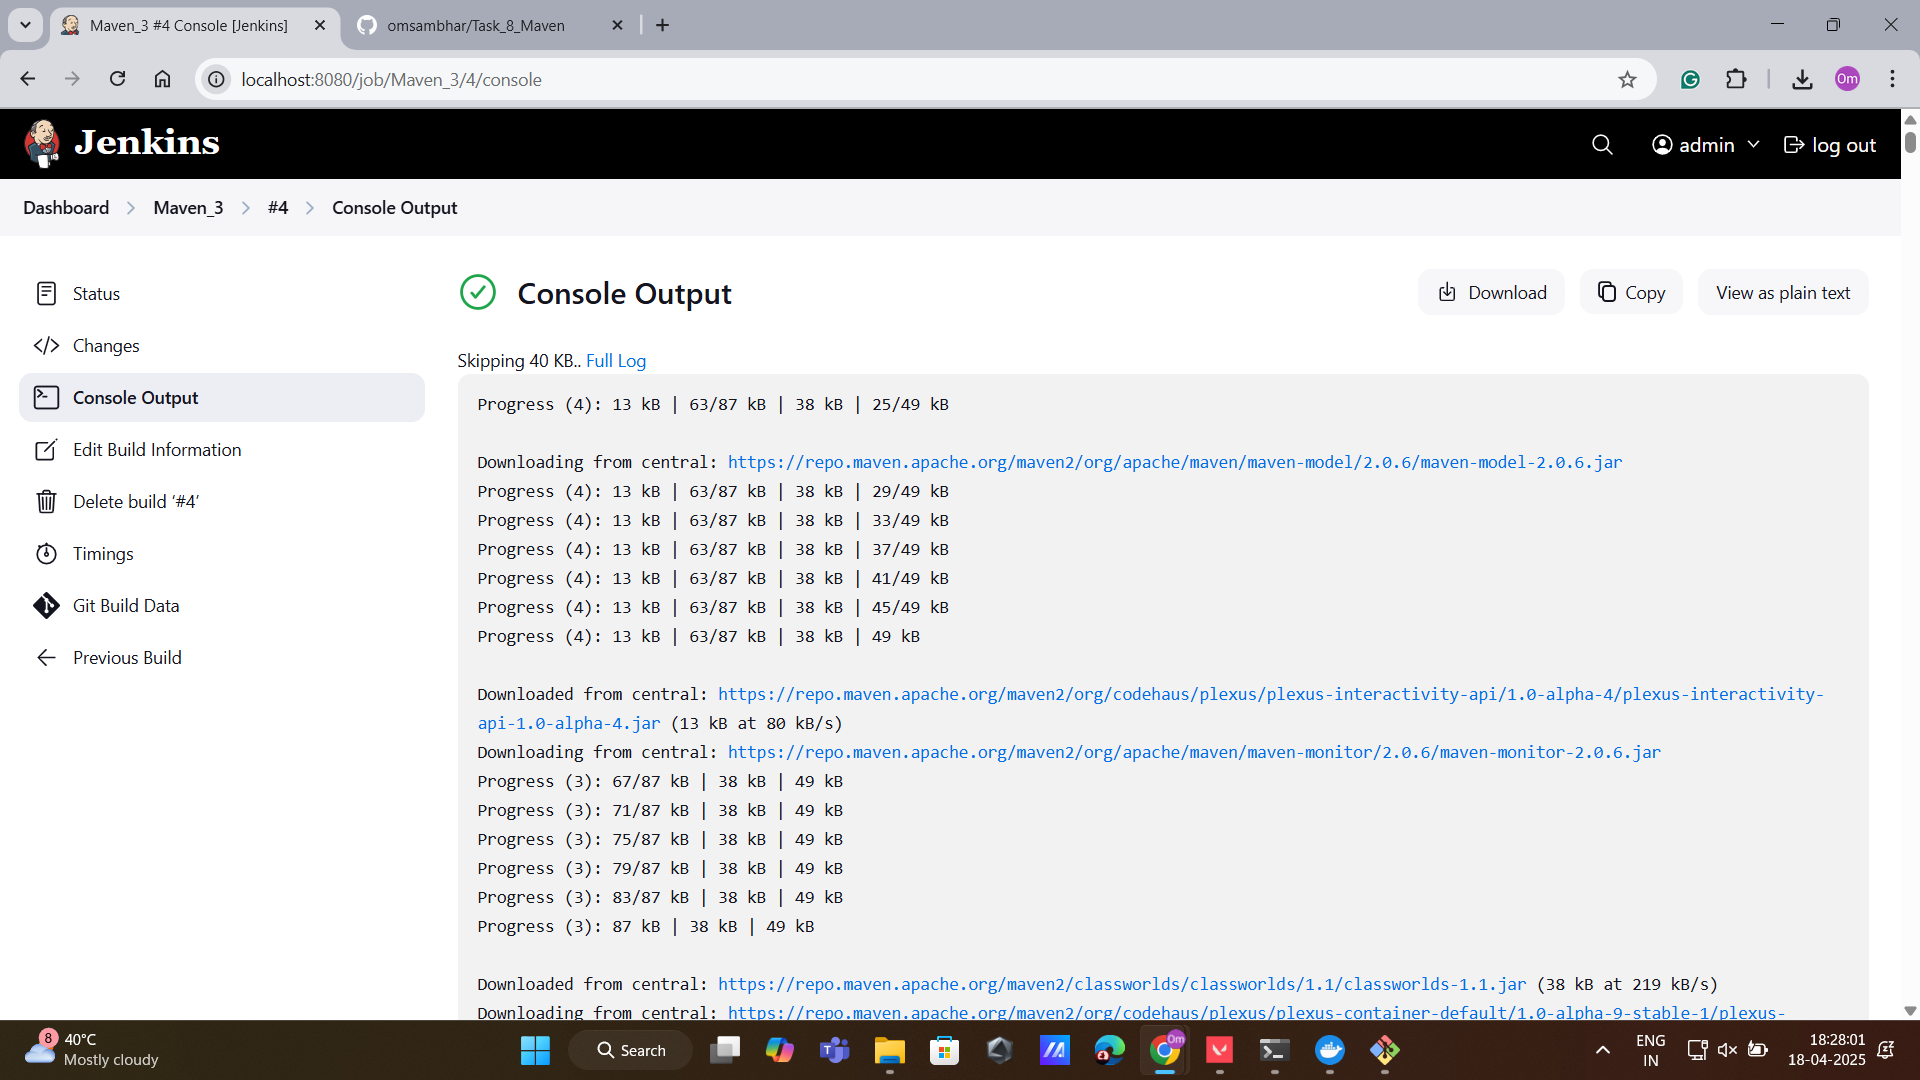 Maven_3 #4 Console [Jenkins]
omsambhar/Task_8_Maven
localhost:8080/job/Maven_3/4/console
Om
Jenkins
admin
log out
Dashboard
Maven_3
#4
Console Output
Status
Changes
Console Output
Edit Build Information
Delete build ‘#4’
Timings
Git Build Data
Previous Build
Console Output
Download
Copy
View as plain text
Skipping 40 KB.. Full Log
Progress (4): 13 kB | 63/87 kB | 38 kB | 25/49 kB
Downloading from central: https://repo.maven.apache.org/maven2/org/apache/maven/maven-model/2.0.6/maven-model-2.0.6.jar
Progress (4): 13 kB | 63/87 kB | 38 kB | 29/49 kB
Progress (4): 13 kB | 63/87 kB | 38 kB | 33/49 kB
Progress (4): 13 kB | 63/87 kB | 38 kB | 37/49 kB
Progress (4): 13 kB | 63/87 kB | 38 kB | 41/49 kB
Progress (4): 13 kB | 63/87 kB | 38 kB | 45/49 kB
Progress (4): 13 kB | 63/87 kB | 38 kB | 49 kB
Downloaded from central: https://repo.maven.apache.org/maven2/org/codehaus/plexus/plexus-interactivity-api/1.0-alpha-4/plexus-interactivity-
api-1.0-alpha-4.jar (13 kB at 80 kB/s)
Downloading from central: https://repo.maven.apache.org/maven2/org/apache/maven/maven-monitor/2.0.6/maven-monitor-2.0.6.jar
Progress (3): 67/87 kB | 38 kB | 49 kB
Progress (3): 71/87 kB | 38 kB | 49 kB
Progress (3): 75/87 kB | 38 kB | 49 kB
Progress (3): 79/87 kB | 38 kB | 49 kB
Progress (3): 83/87 kB | 38 kB | 49 kB
Progress (3): 87 kB | 38 kB | 49 kB
Downloaded from central: https://repo.maven.apache.org/maven2/classworlds/classworlds/1.1/classworlds-1.1.jar (38 kB at 219 kB/s)
Downloading from central: https://repo.maven.apache.org/maven2/org/codehaus/plexus/plexus-container-default/1.0-alpha-9-stable-1/plexus-
8
40°C
Mostly cloudy
Search
Om
ENG
IN
18:28:01
18-04-2025